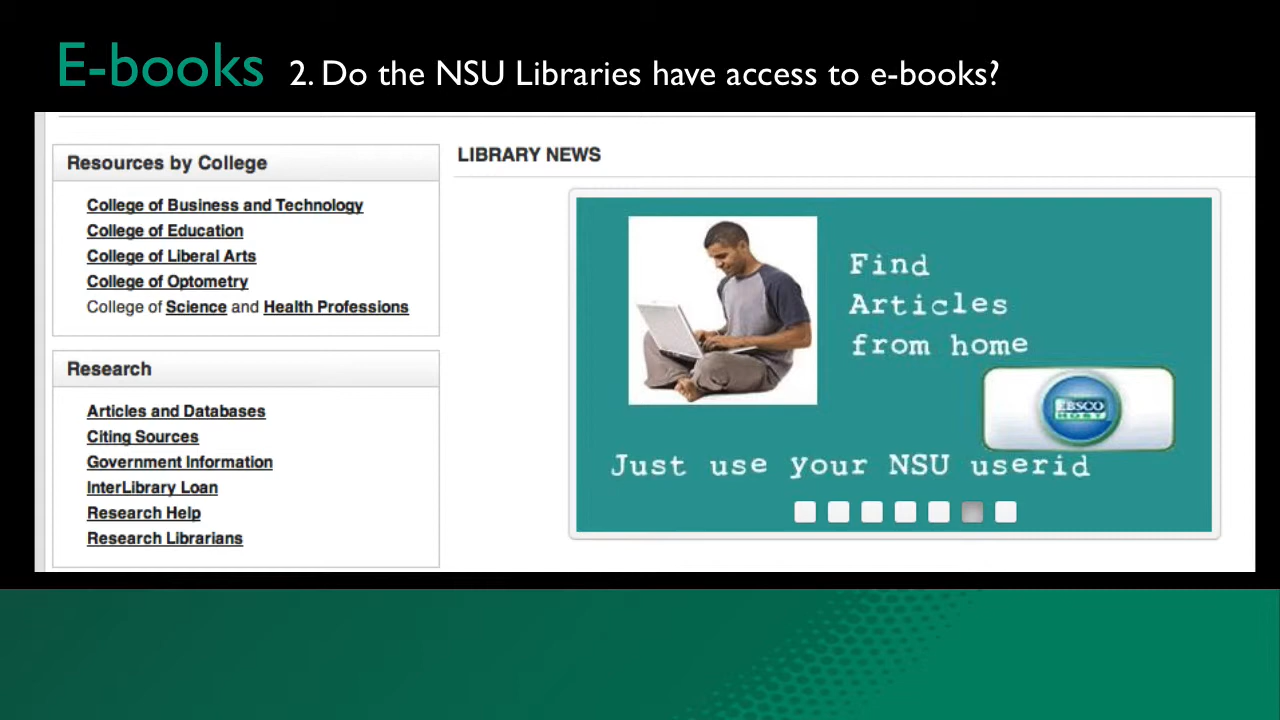 E-books 2. Do the NSU Libraries have access to e-books?
Resources by College
College of Business and Technology
College of Education
College of Liberal Arts
College of Optometry
College of Science and Health Professions
Research
Articles and Databases
Citing Sources
Government Information
InterLibrary Loan
Research Help
Research Librarians
LIBRARY NEWS
Find
Articles
from home
EBSCO
HOST
Just use your NSU userid